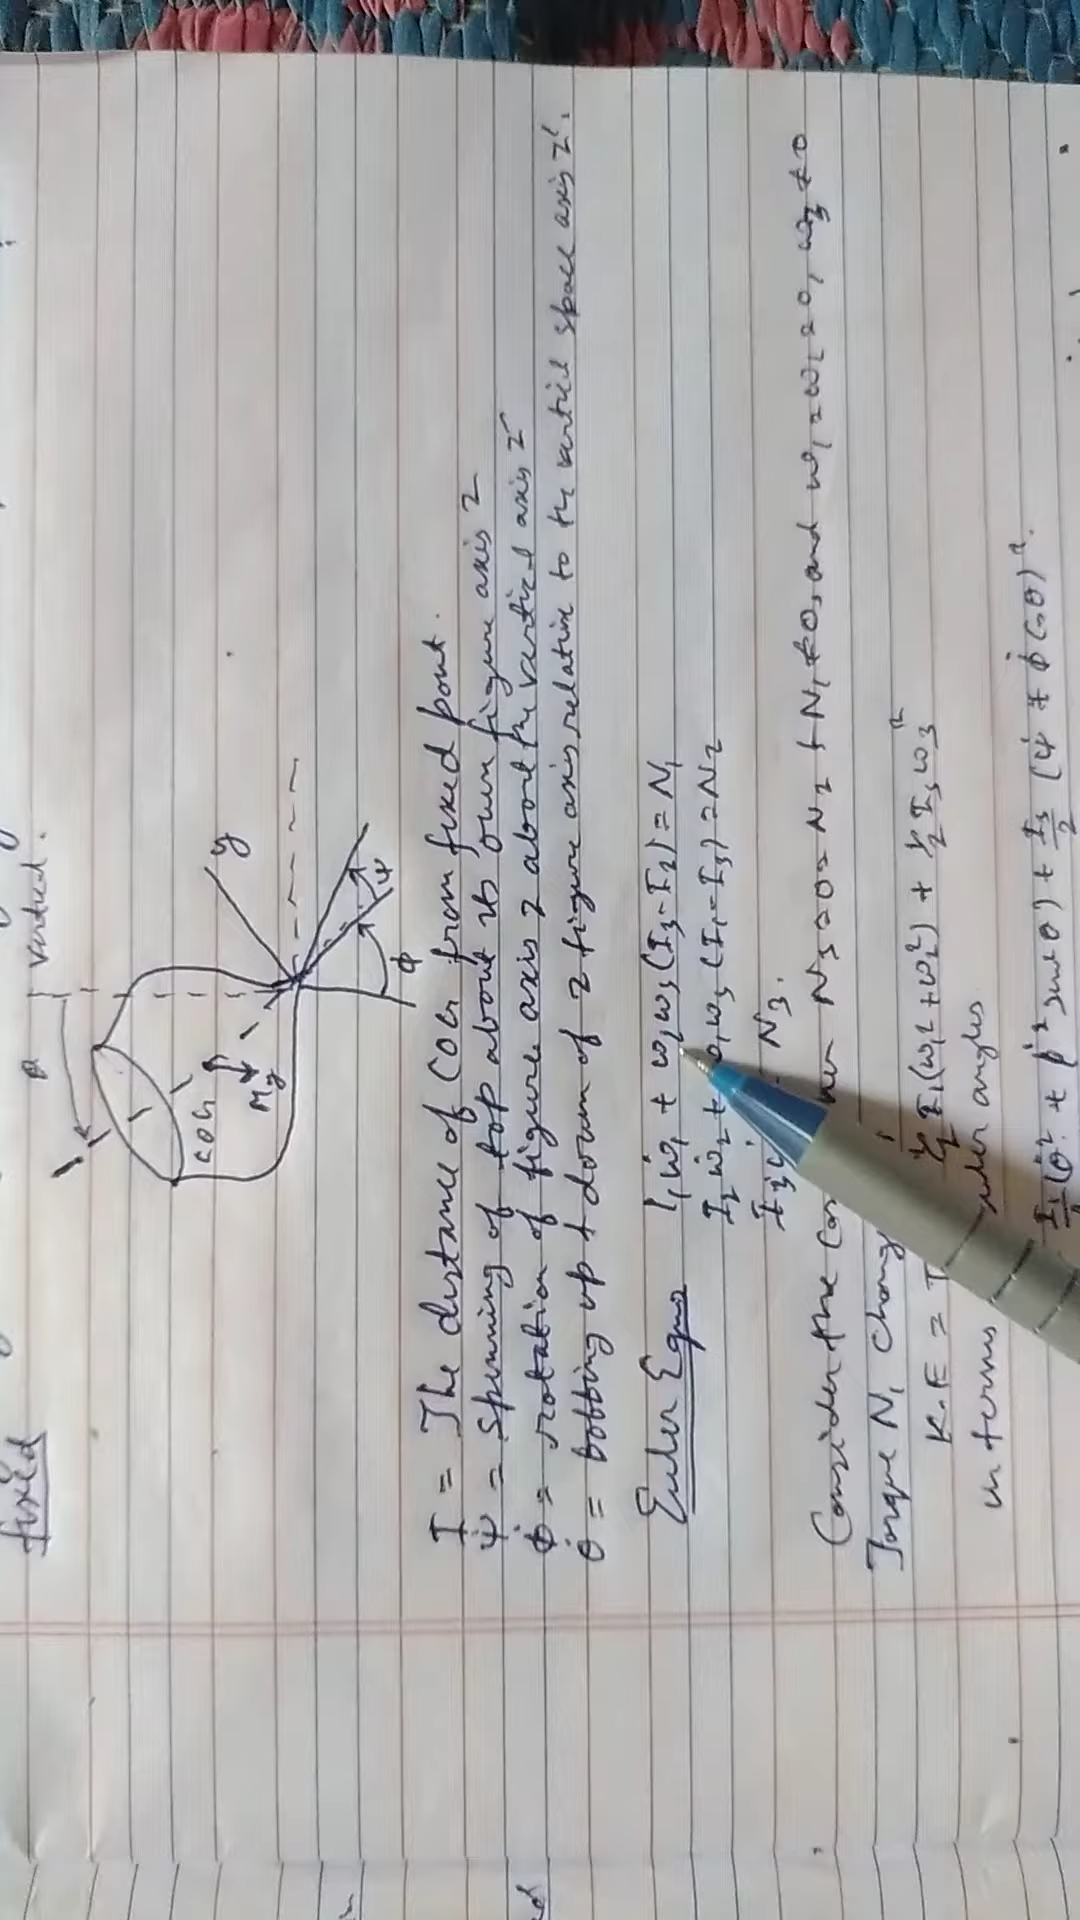 fixed
θ vertical.
y
COG
l
Mg
ψ
φ
I = The distance of COG from fixed point.
ψ̇ = Spinning of top about its own figure axis z
φ̇ = rotation of figure axis z about the vertical axis z'
θ̇ = bobbing up & down of z figure axis relative to the vertical space axis z'.
Euler Eqns I₁ω̇₁ + ω₂ω₃(I₃-I₂) = N₁
I₂ω̇₂ + ω₁ω₃(I₁-I₃) = N₂
I₃ N₃.
Consider the N₃ = 0 = N₂ & N₁ ≠ 0, and ω₁ = ω₂ = 0, ω₃ ≠ 0
Torque N₁
K.E = T ½I₁(ω₁² + ω₂²) + ½I₃ω₃²
in terms angles
I₁ (θ̇² + φ̇² sin²θ) + I₃/2 (ψ̇ + φ̇ Cosθ)².